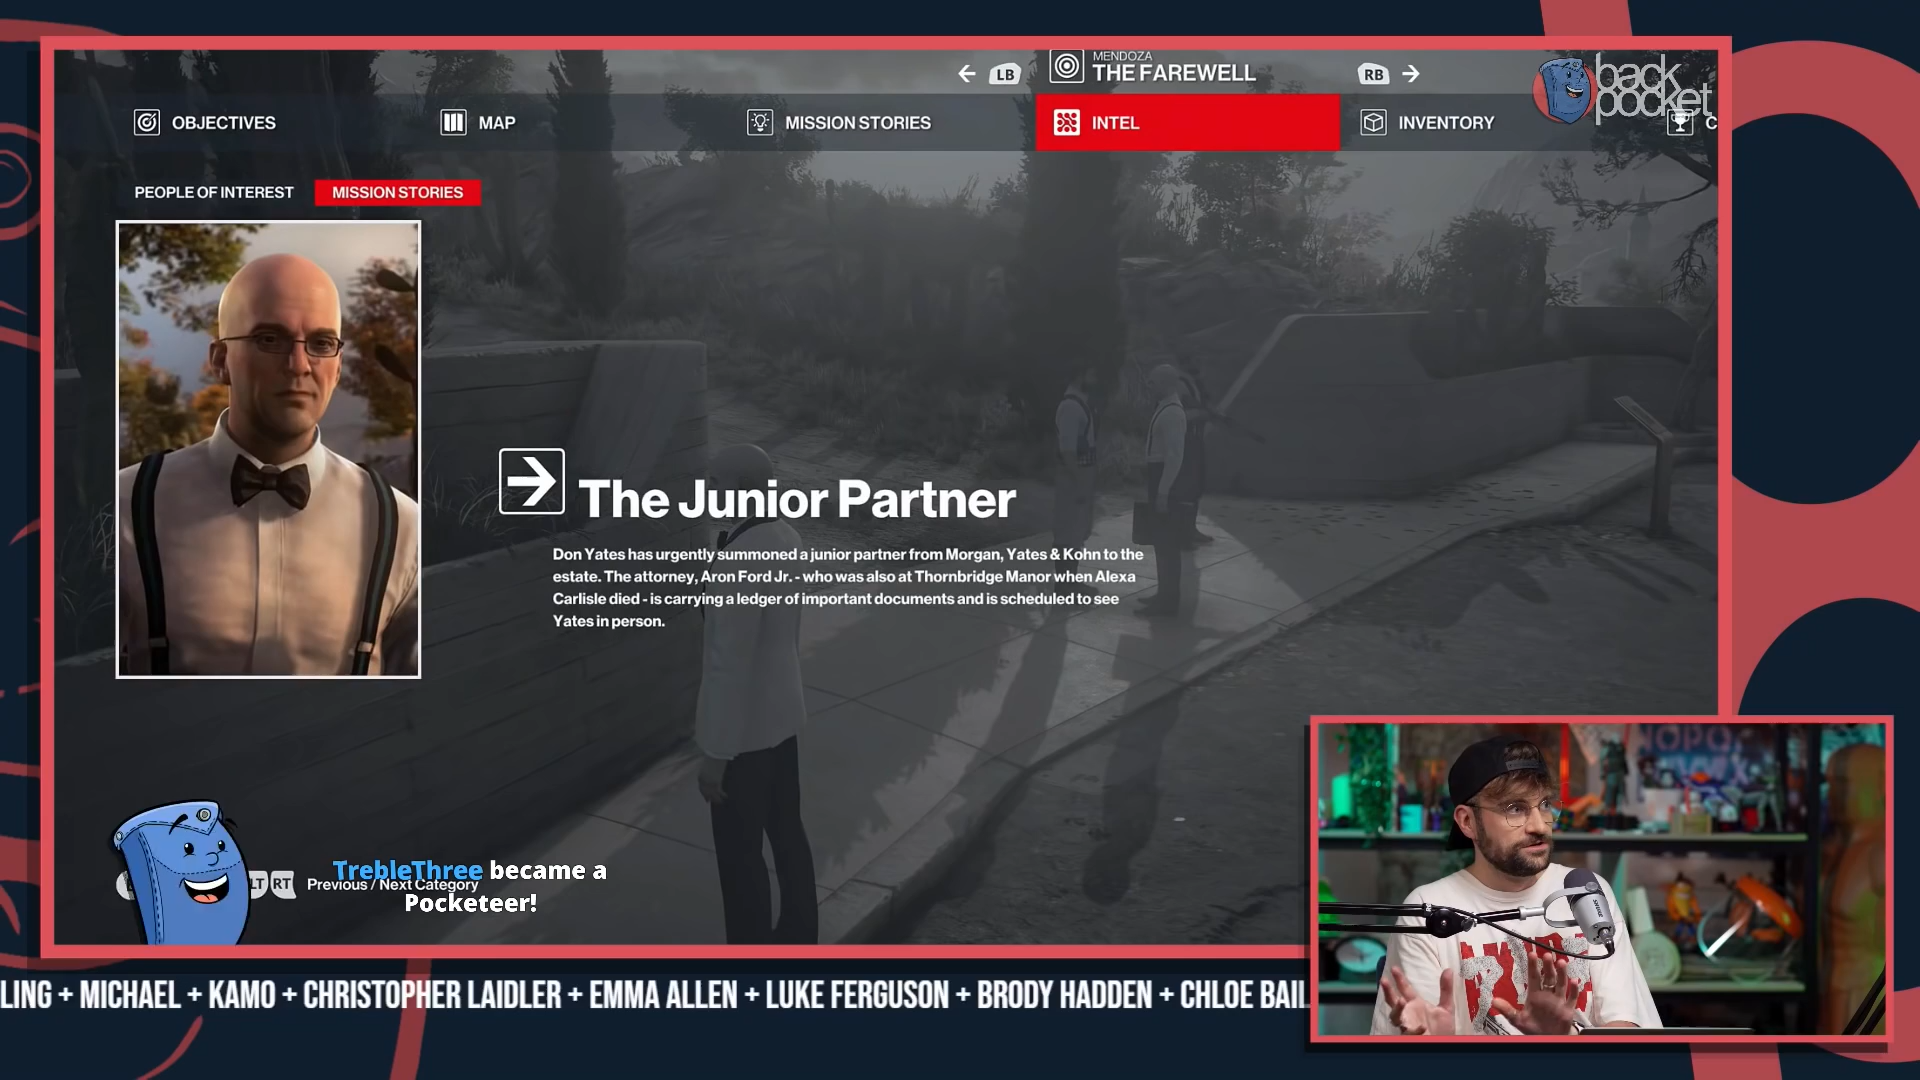 MENDOZA
LB THE FAREWELL RB
back
pocket
OBJECTIVES MAP MISSION STORIES INTEL INVENTORY C
PEOPLE OF INTEREST MISSION STORIES
The Junior Partner
Don Yates has urgently summoned a junior partner from Morgan, Yates & Kohn to the
estate. The attorney, Aron Ford Jr. - who was also at Thornbridge Manor when Alexa
Carlisle died - is carrying a ledger of important documents and is scheduled to see
Yates in person.
TrebleThree became a
LT RT Previous / Next Category
Pocketeer!
LING + MICHAEL + KAMO + CHRISTOPHER LAIDLER + EMMA ALLEN + LUKE FERGUSON + BRODY HADDEN + CHLOE BAIL